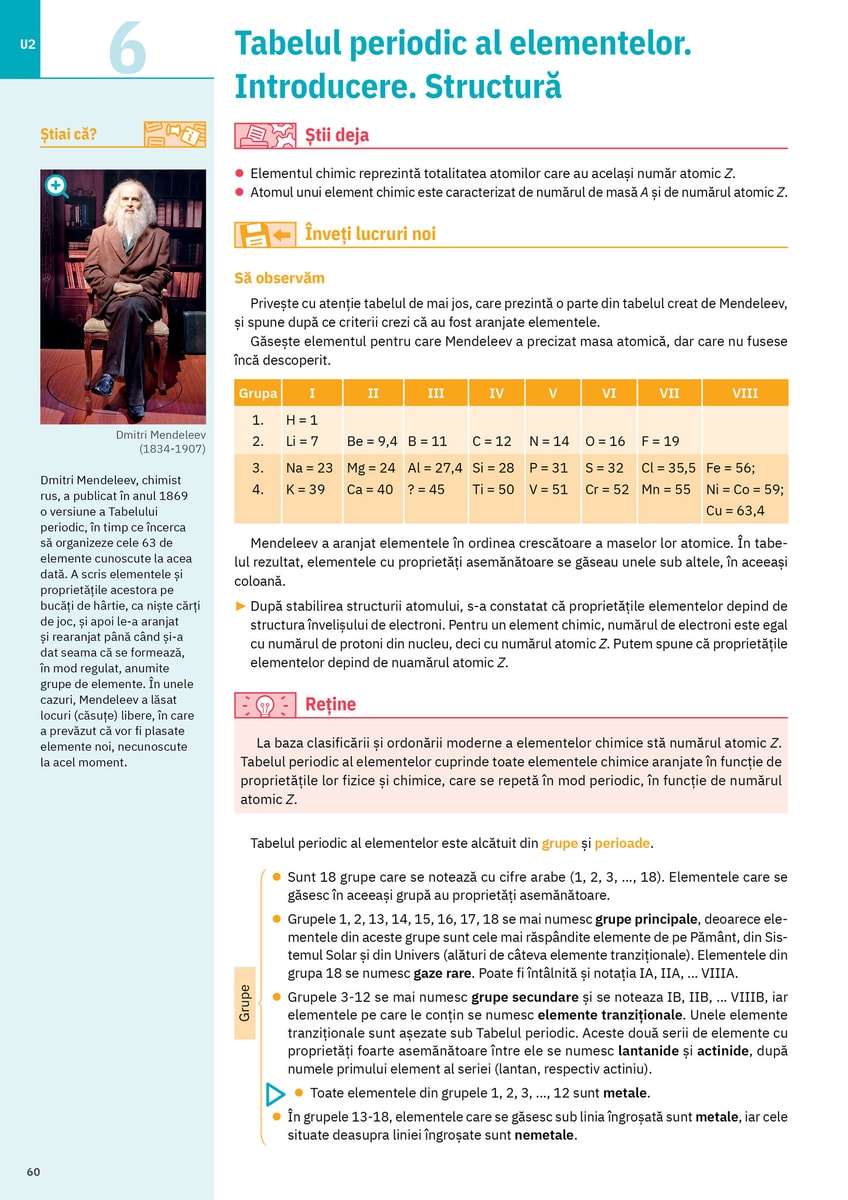 U2
6
Tabelul periodic al elementelor.
Introducere. Structură
Știai că?
Dmitri Mendeleev
(1834-1907)
Dmitri Mendeleev, chimist
rus, a publicat în anul 1869
o versiune a Tabelului
periodic, în timp ce încerca
să organizeze cele 63 de
elemente cunoscute la acea
dată. A scris elementele și
proprietățile acestora pe
bucăți de hârtie, ca niște cărți
de joc, și apoi le-a aranjat
și rearanjat până când și-a
dat seama că se formează,
în mod regulat, anumite
grupe de elemente. În unele
cazuri, Mendeleev a lăsat
locuri (căsuțe) libere, în care
a prevăzut că vor fi plasate
elemente noi, necunoscute
la acel moment.
Știi deja
● Elementul chimic reprezintă totalitatea atomilor care au același număr atomic Z.
● Atomul unui element chimic este caracterizat de numărul de masă A și de numărul atomic Z.
Înveți lucruri noi
Să observăm
Privește cu atenție tabelul de mai jos, care prezintă o parte din tabelul creat de Mendeleev,
și spune după ce criterii crezi că au fost aranjate elementele.
Găsește elementul pentru care Mendeleev a precizat masa atomică, dar care nu fusese
încă descoperit.
Grupa I II III IV V VI VII VIII
1. H = 1
2. Li = 7 Be = 9,4 B = 11 C = 12 N = 14 O = 16 F = 19
3. Na = 23 Mg = 24 Al = 27,4 Si = 28 P = 31 S = 32 Cl = 35,5 Fe = 56;
4. K = 39 Ca = 40 ? = 45 Ti = 50 V = 51 Cr = 52 Mn = 55 Ni = Co = 59;
Cu = 63,4
Mendeleev a aranjat elementele în ordinea crescătoare a maselor lor atomice. În tabe-
lul rezultat, elementele cu proprietăți asemănătoare se găseau unele sub altele, în aceeași
coloană.
► După stabilirea structurii atomului, s-a constatat că proprietățile elementelor depind de
structura învelișului de electroni. Pentru un element chimic, numărul de electroni este egal
cu numărul de protoni din nucleu, deci cu numărul atomic Z. Putem spune că proprietățile
elementelor depind de nuamărul atomic Z.
Reține
La baza clasificării și ordonării moderne a elementelor chimice stă numărul atomic Z.
Tabelul periodic al elementelor cuprinde toate elementele chimice aranjate în funcție de
proprietățile lor fizice și chimice, care se repetă în mod periodic, în funcție de numărul
atomic Z.
Tabelul periodic al elementelor este alcătuit din grupe și perioade.
Grupe
● Sunt 18 grupe care se notează cu cifre arabe (1, 2, 3, ..., 18). Elementele care se
găsesc în aceeași grupă au proprietăți asemănătoare.
● Grupele 1, 2, 13, 14, 15, 16, 17, 18 se mai numesc grupe principale, deoarece ele-
mentele din aceste grupe sunt cele mai răspândite elemente de pe Pământ, din Sis-
temul Solar și din Univers (alături de câteva elemente tranziționale). Elementele din
grupa 18 se numesc gaze rare. Poate fi întâlnită și notația IA, IIA, ... VIIIA.
● Grupele 3-12 se mai numesc grupe secundare și se noteaza IB, IIB, ... VIIIB, iar
elementele pe care le conțin se numesc elemente tranziționale. Unele elemente
tranziționale sunt așezate sub Tabelul periodic. Aceste două serii de elemente cu
proprietăți foarte asemănătoare între ele se numesc lantanide și actinide, după
numele primului element al seriei (lantan, respectiv actiniu).
● Toate elementele din grupele 1, 2, 3, ..., 12 sunt metale.
● În grupele 13-18, elementele care se găsesc sub linia îngroșată sunt metale, iar cele
situate deasupra liniei îngroșate sunt nemetale.
60